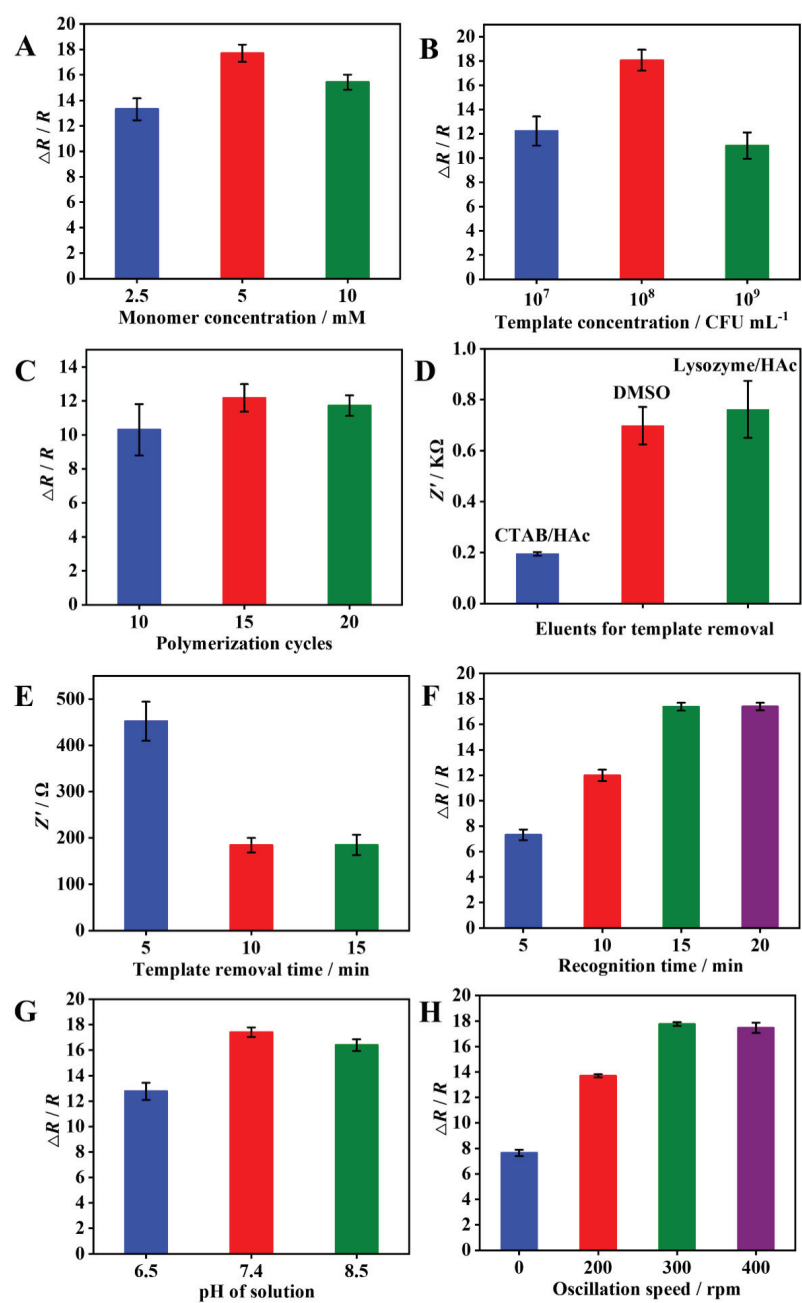 A
△R / R
20
18
16
14
12
10
8
6
4
2
0
2.5 5 10
Monomer concentration / mM
B
△R / R
20
18
16
14
12
10
8
6
4
2
0
10⁷ 10⁸ 10⁹
Template concentration / CFU mL⁻¹
C
△R / R
14
12
10
8
6
4
2
0
10 15 20
Polymerization cycles
D
Z' / KΩ
1.0
0.8
0.6
0.4
0.2
0.0
CTAB/HAc
DMSO
Lysozyme/HAc
Eluents for template removal
E
Z' / Ω
500
400
300
200
100
0
5 10 15
Template removal time / min
F
△R / R
20
18
16
14
12
10
8
6
4
2
0
5 10 15 20
Recognition time / min
G
△R / R
20
18
16
14
12
10
8
6
4
2
0
6.5 7.4 8.5
pH of solution
H
△R / R
20
18
16
14
12
10
8
6
4
2
0
0 200 300 400
Oscillation speed / rpm